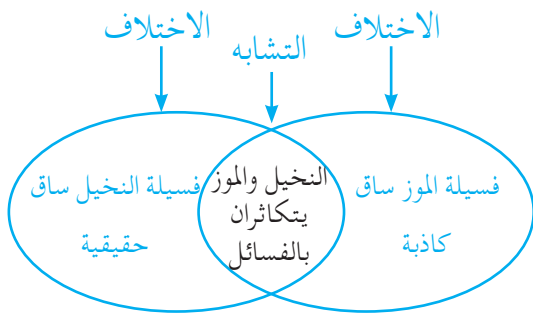 الاختلاف
التشابه
الاختلاف
فسيلة الموز ساق
كاذبة
النخيل والموز
يتكاثران
بالفسائل
فسيلة النخيل ساق
حقيقية